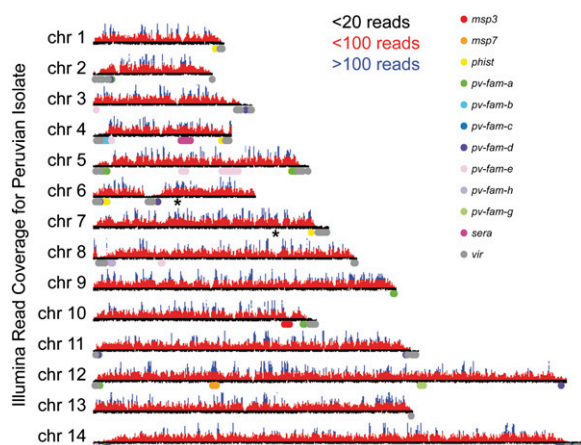 Illumina Read Coverage for Peruvian Isolate
chr 1
chr 2
chr 3
chr 4
chr 5
chr 6
*
chr 7
*
chr 8
chr 9
chr 10
chr 11
chr 12
chr 13
chr 14
<20 reads
<100 reads
>100 reads
msp3
msp7
phist
pv-fam-a
pv-fam-b
pv-fam-c
pv-fam-d
pv-fam-e
pv-fam-h
pv-fam-g
sera
vir